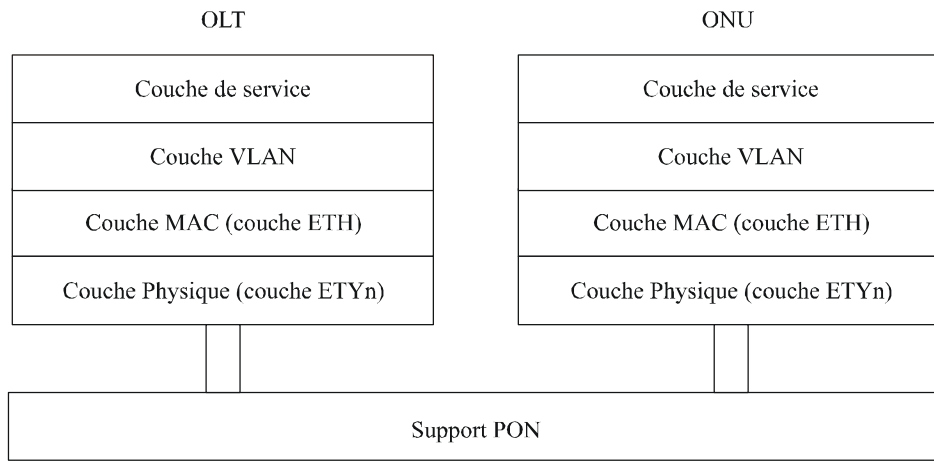 OLT
ONU
Couche de service
Couche de service
Couche VLAN
Couche VLAN
Couche MAC (couche ETH)
Couche MAC (couche ETH)
Couche Physique (couche ETYn)
Couche Physique (couche ETYn)
Support PON